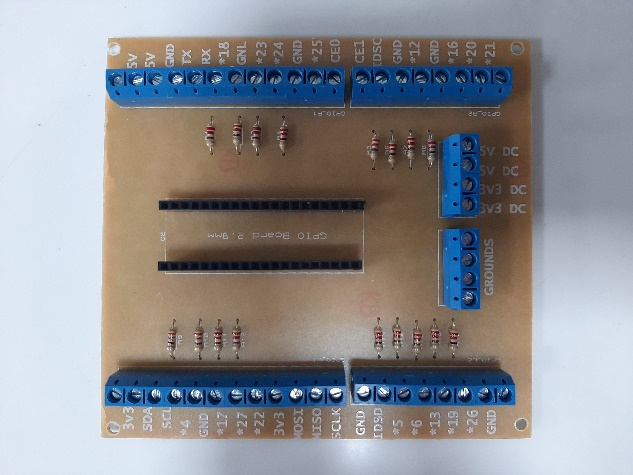 5V
5V
GND
TX
RX
*18
GNL
*23
*24
GND
*25
CE0
CE1
IDSC
GND
*12
GND
*16
*20
*21
GPIO_R1
GPIO_R2
5V DC
5V DC
3V3 DC
3V3 DC
GPIO Board 2.9mm
GROUNDS
3v3
SDA
SCL
*4
GND
*17
*27
*22
3v3
MOSI
MISO
SCLK
GND
IDSD
*5
*6
*13
*19
*26
GND